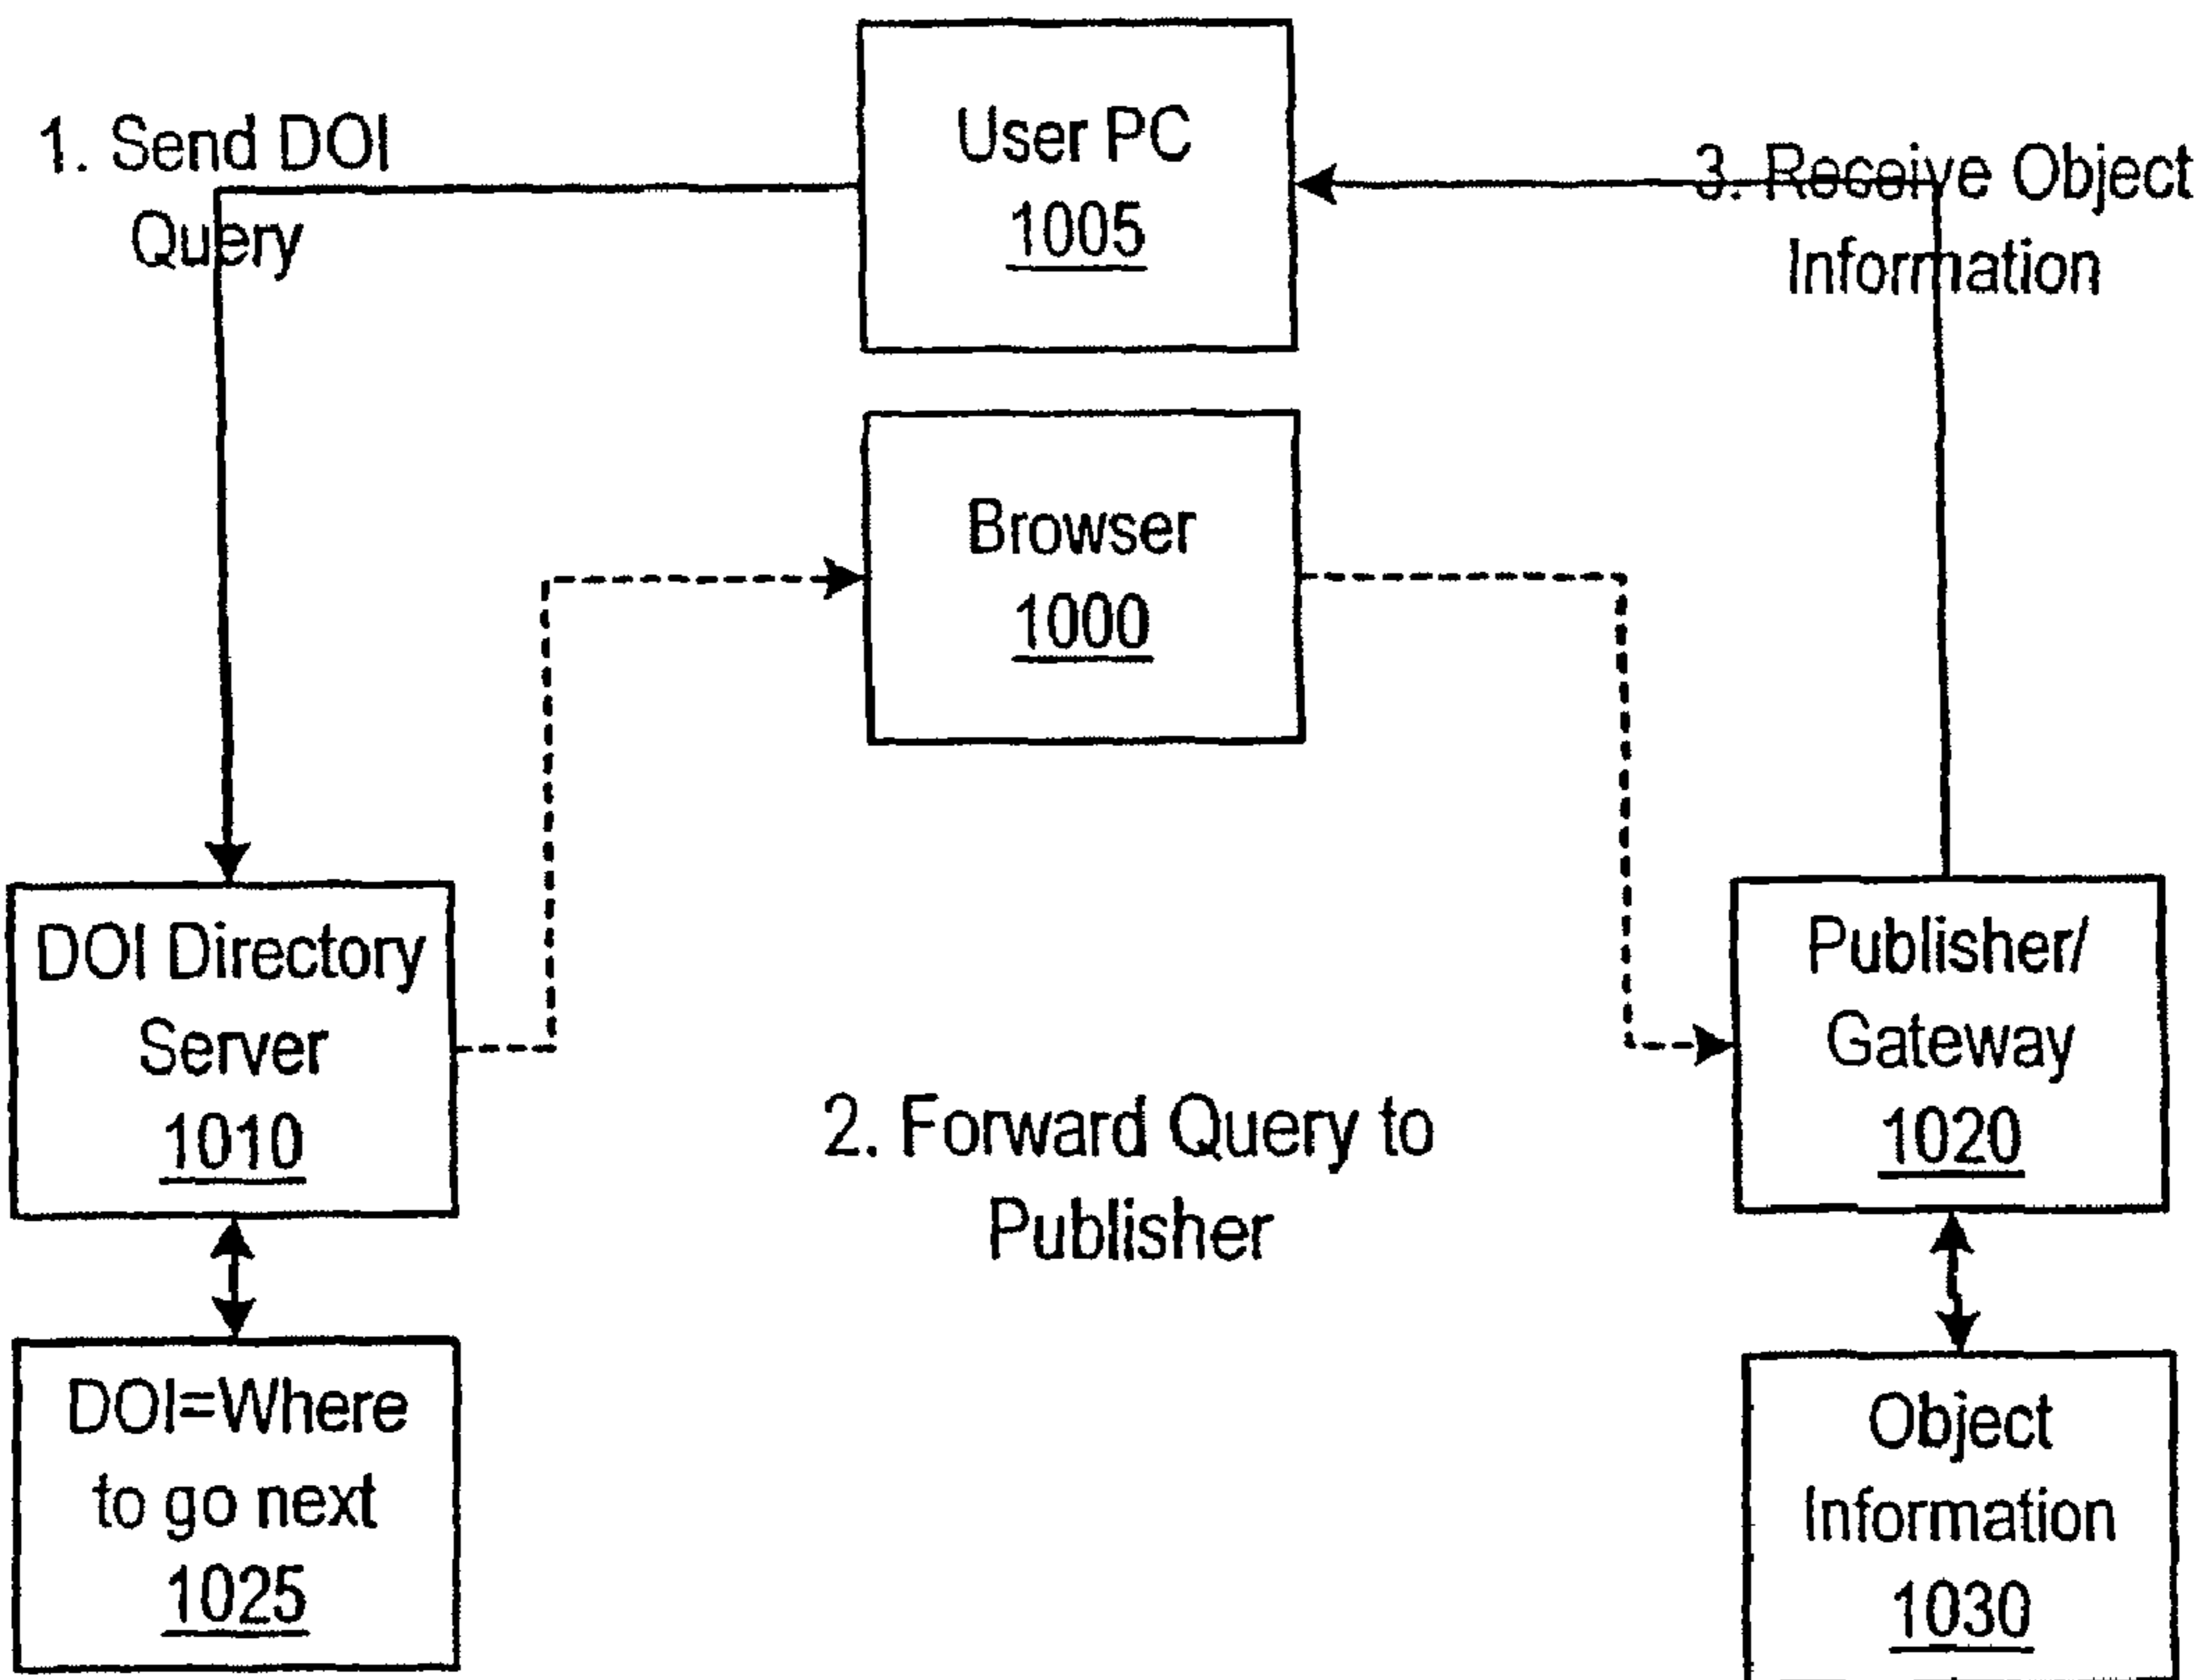 1. Send DOI
Query
User PC
1005
3. Receive Object
Information
Browser
1000
DOI Directory
Server
1010
2. Forward Query to
Publisher
Publisher/
Gateway
1020
DOI=Where
to go next
1025
Object
Information
1030